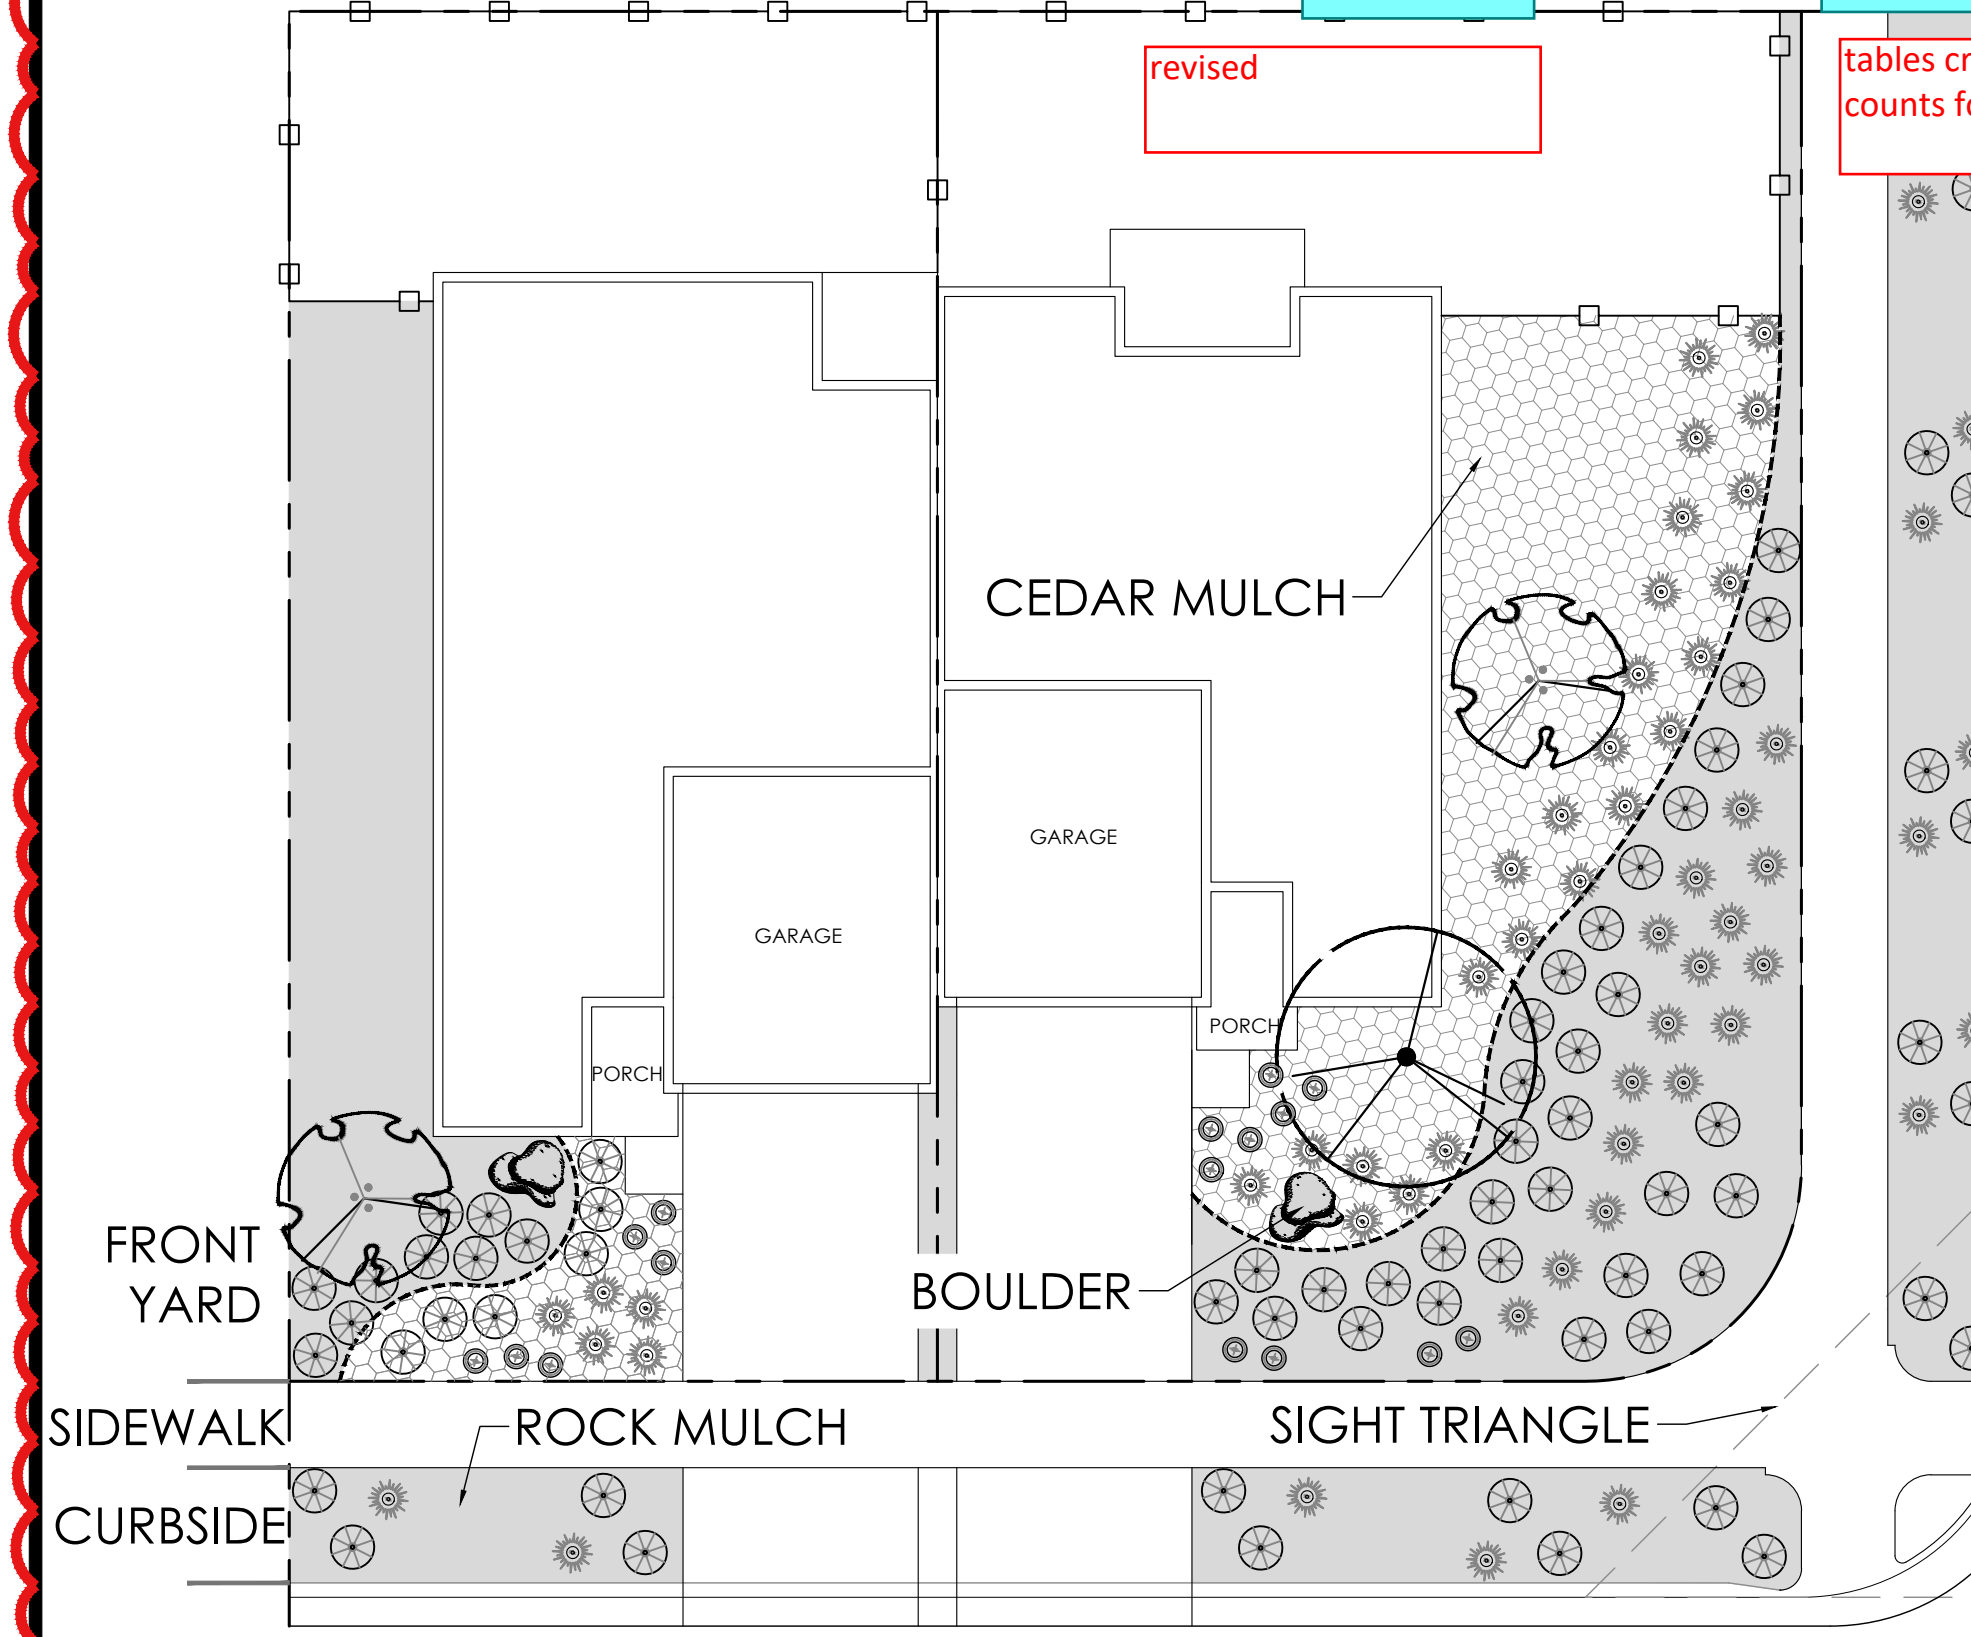 revised
tables cr
counts fo
CEDAR MULCH
GARAGE
GARAGE
PORCH
PORCH
FRONT
YARD
BOULDER
SIDEWALK
ROCK MULCH
SIGHT TRIANGLE
CURBSIDE